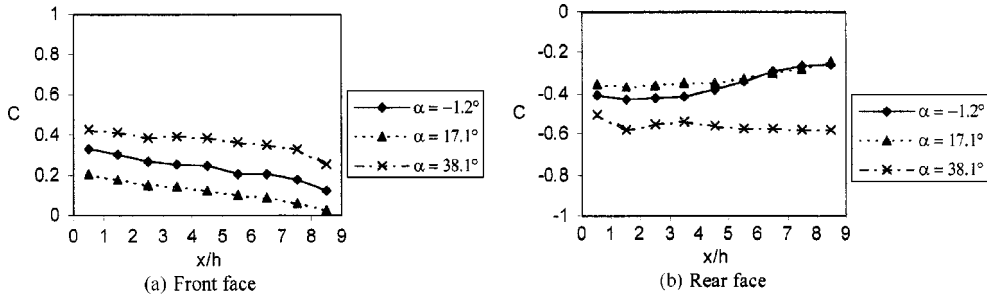 1
0.8
0.6
C
0.4
0.2
0
0 1 2 3 4 5 6 7 8 9
x/h
α = −1.2°
α = 17.1°
α = 38.1°
(a) Front face
-0
-0.2
-0.4
C
-0.6
-0.8
-1
0 1 2 3 4 5 6 7 8 9
x/h
α = −1.2°
α = 17.1°
α = 38.1°
(b) Rear face